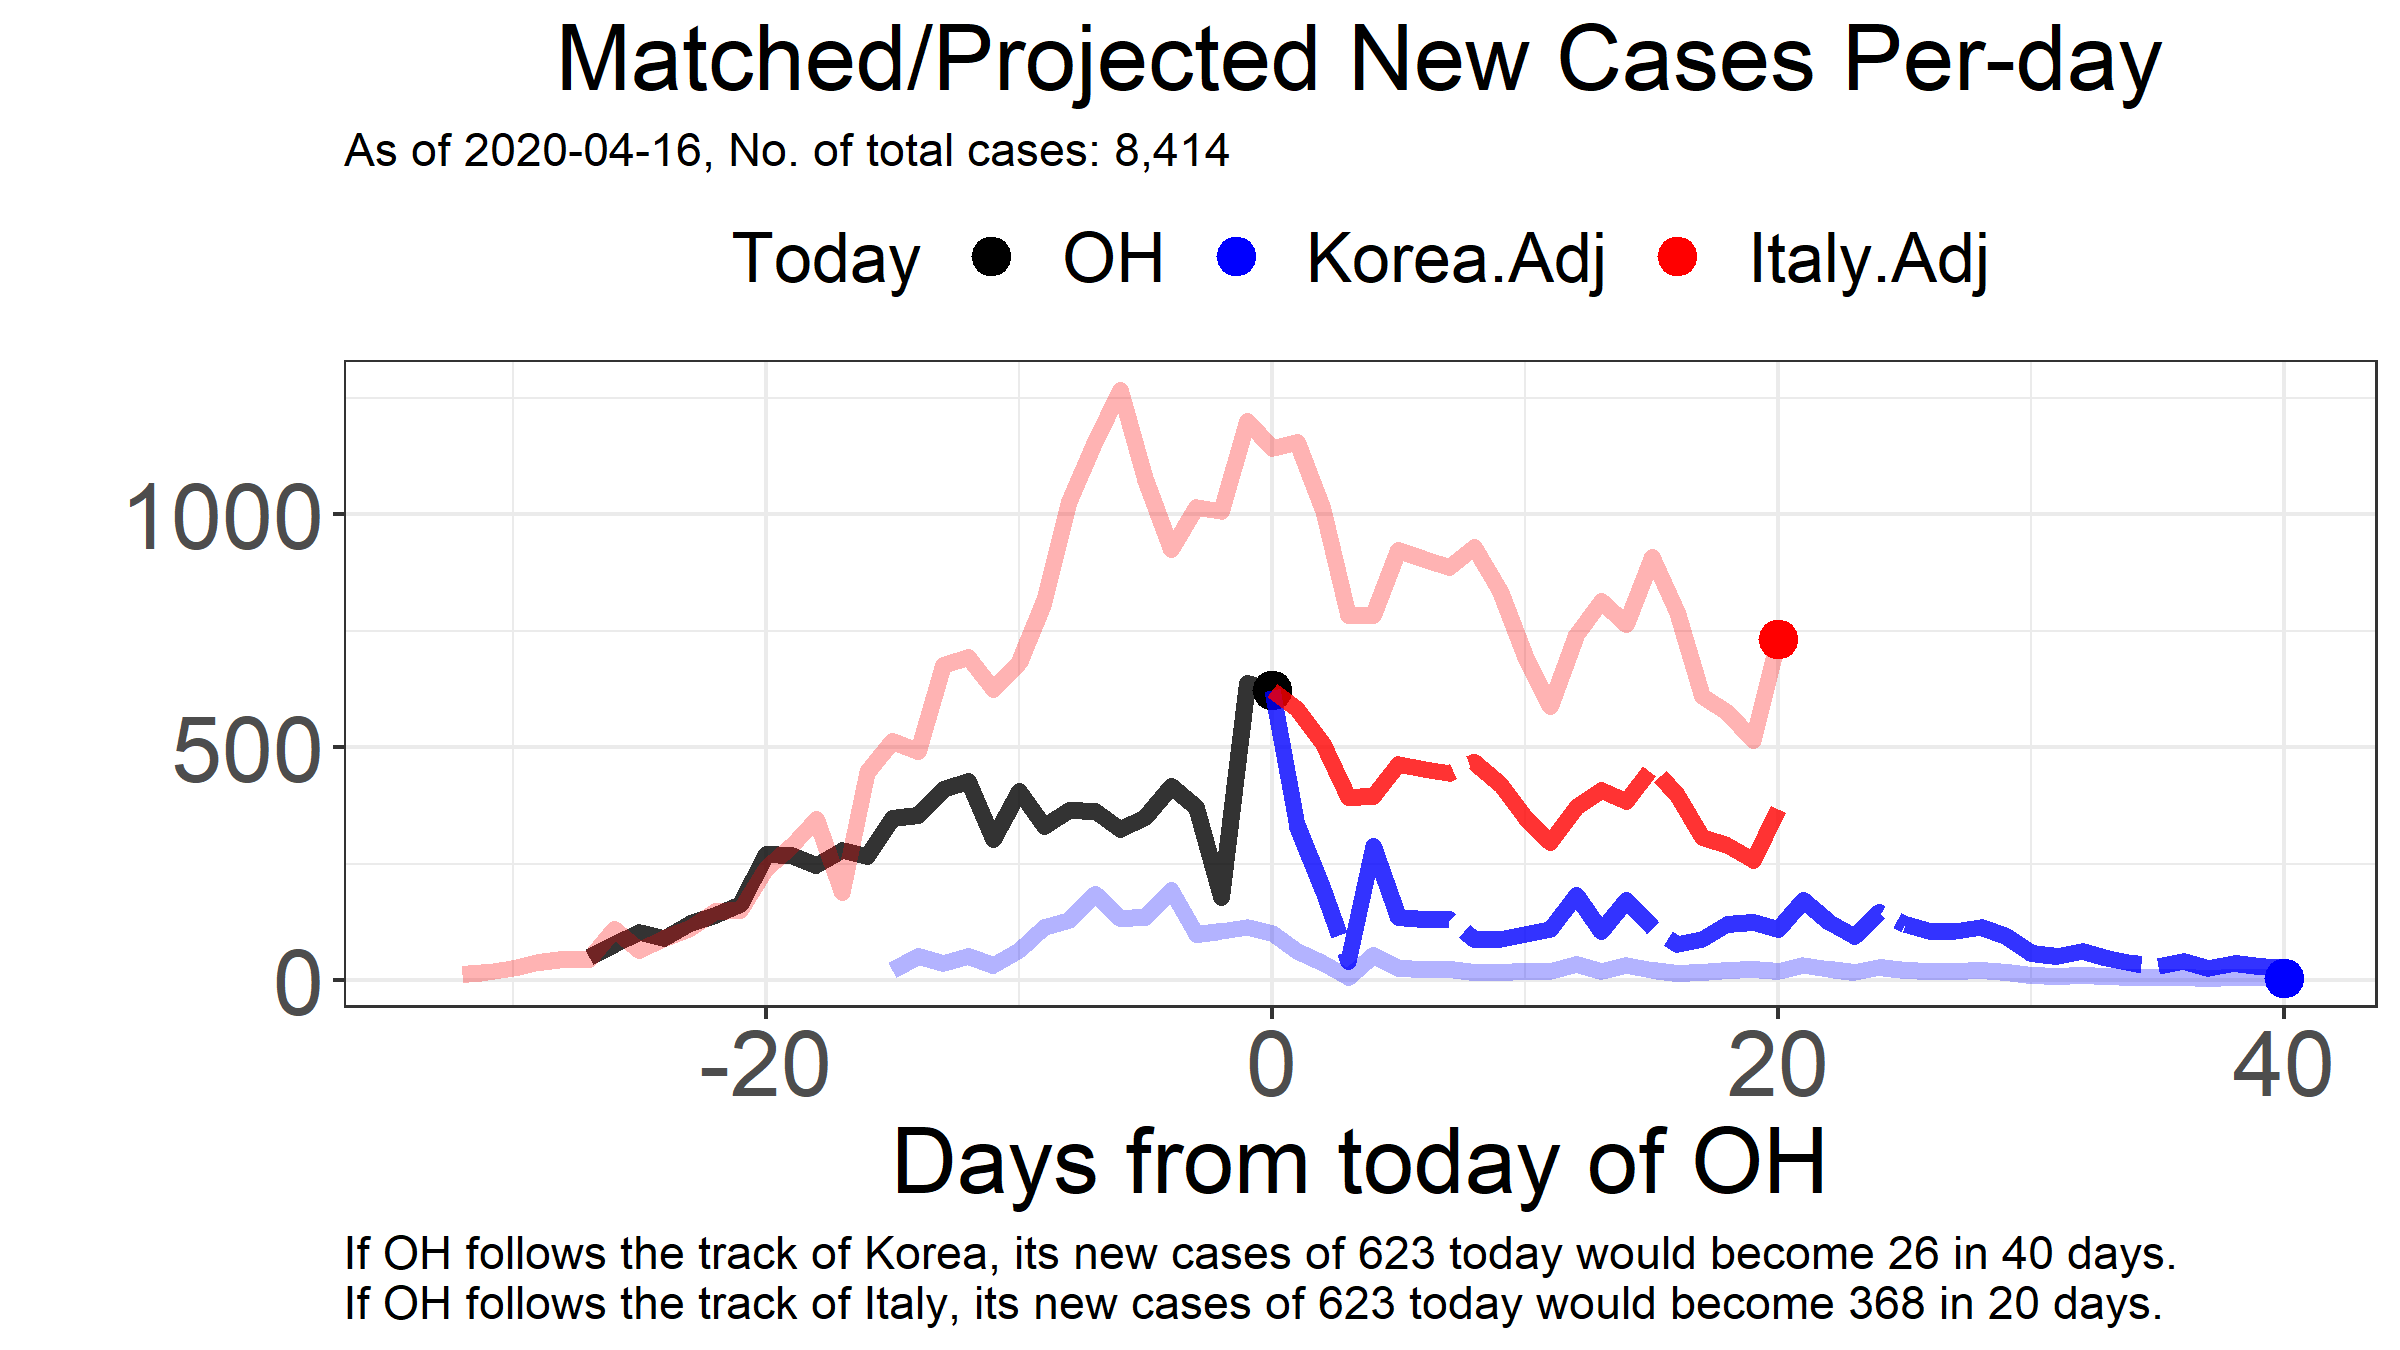 Matched/Projected New Cases Per-day
As of 2020-04-16, No. of total cases: 8,414
Today OH Korea.Adj Italy.Adj
1000
500
0
-20 0 20 40
Days from today of OH
If OH follows the track of Korea, its new cases of 623 today would become 26 in 40 days.
If OH follows the track of Italy, its new cases of 623 today would become 368 in 20 days.